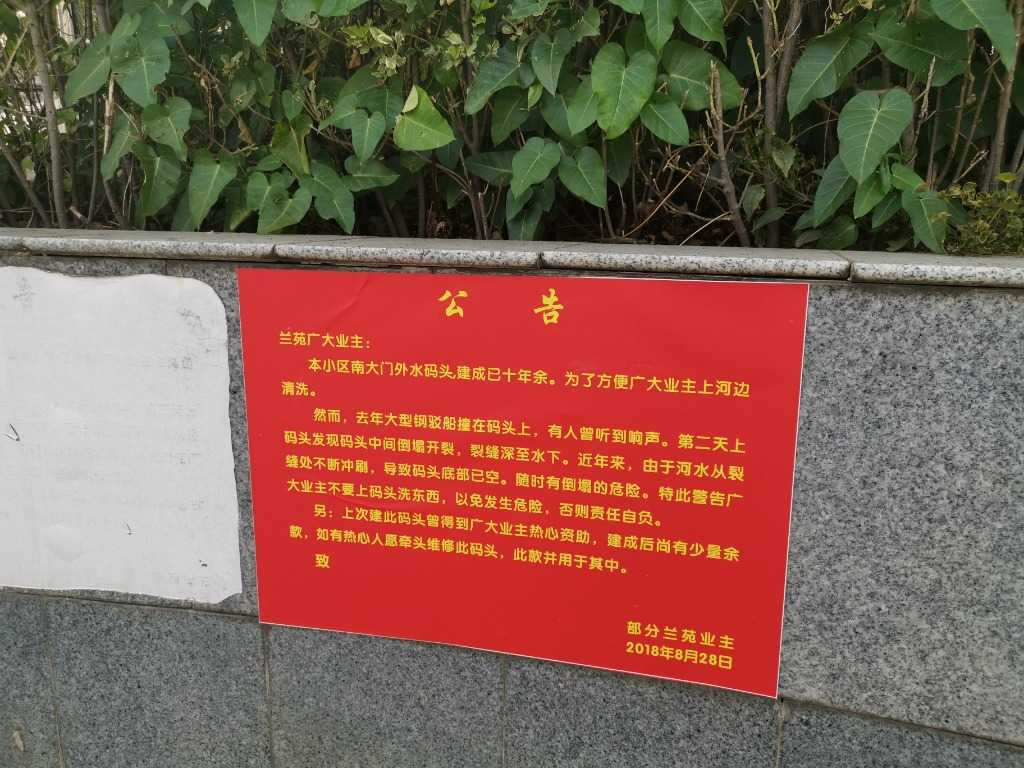 公 告
兰苑广大业主：
本小区南大门外水码头,建成已十年余。为了方便广大业主上河边
清洗。
然而，去年大型钢驳船撞在码头上，有人曾听到响声。第二天上
码头发现码头中间倒塌开裂，裂缝深至水下。近年来，由于河水从裂
缝处不断冲刷，导致码头底部已空。随时有倒塌的危险。特此警告广
大业主不要上码头洗东西，以免发生危险，否则责任自负。
另：上次建此码头曾得到广大业主热心资助，建成后尚有少量余
款，如有热心人愿牵头维修此码头，此款并用于其中。
致
部分兰苑业主
2018年8月28日